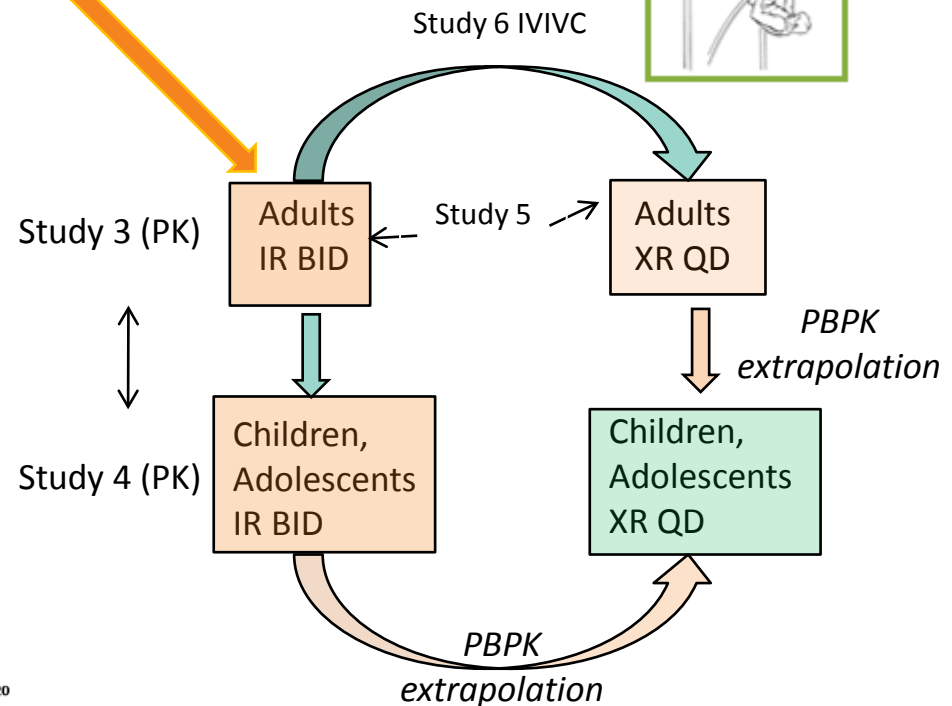 Study 6 IVIVC
Study 3 (PK)
Adults
IR BID
Study 5
Adults
XR QD
PBPK
extrapolation
Study 4 (PK)
Children,
Adolescents
IR BID
Children,
Adolescents
XR QD
PBPK
extrapolation